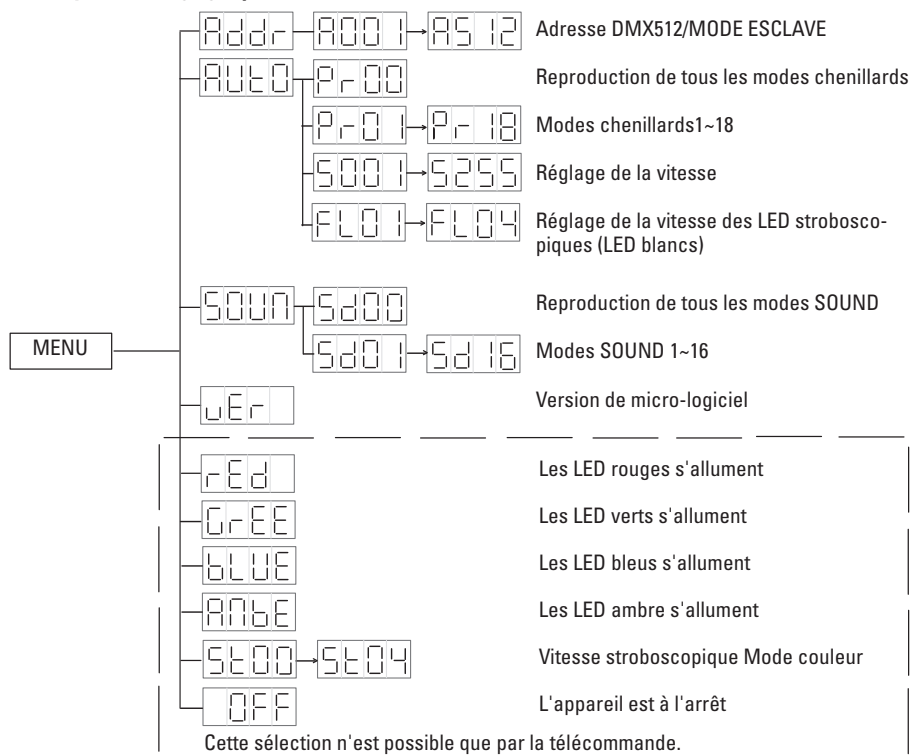 Addr A001 AS12 Adresse DMX512/MODE ESCLAVE
AUtO Pr00 Reproduction de tous les modes chenillards
Pr01 Pr18 Modes chenillards1~18
S001 S255 Réglage de la vitesse
FL01 FL04 Réglage de la vitesse des LED strobosco-
piques (LED blancs)
SOUN Sd00 Reproduction de tous les modes SOUND
MENU Sd01 Sd16 Modes SOUND 1~16
vEr Version de micro-logiciel
rEd Les LED rouges s'allument
GrEE Les LED verts s'allument
bLUE Les LED bleus s'allument
AMbE Les LED ambre s'allument
St00 St04 Vitesse stroboscopique Mode couleur
OFF L'appareil est à l'arrêt
Cette sélection n'est possible que par la télécommande.